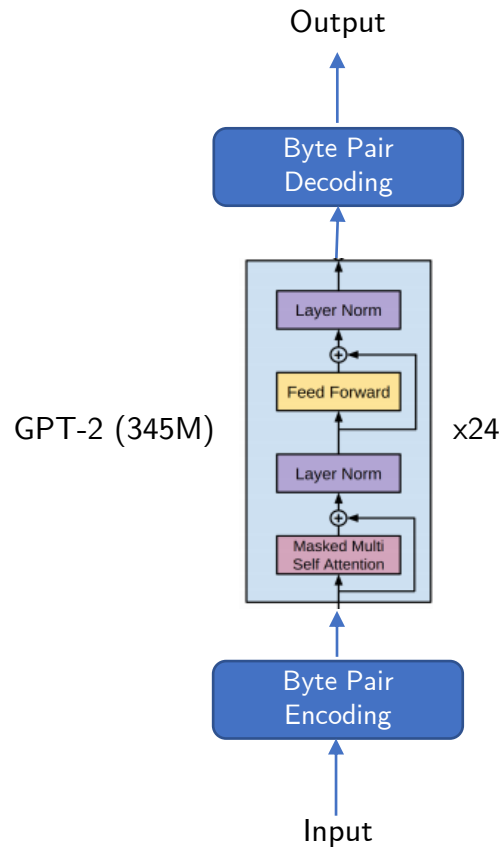 Output
Byte Pair
Decoding
Layer Norm
+
Feed Forward
GPT-2 (345M)
x24
Layer Norm
+
Masked Multi
Self Attention
Byte Pair
Encoding
Input